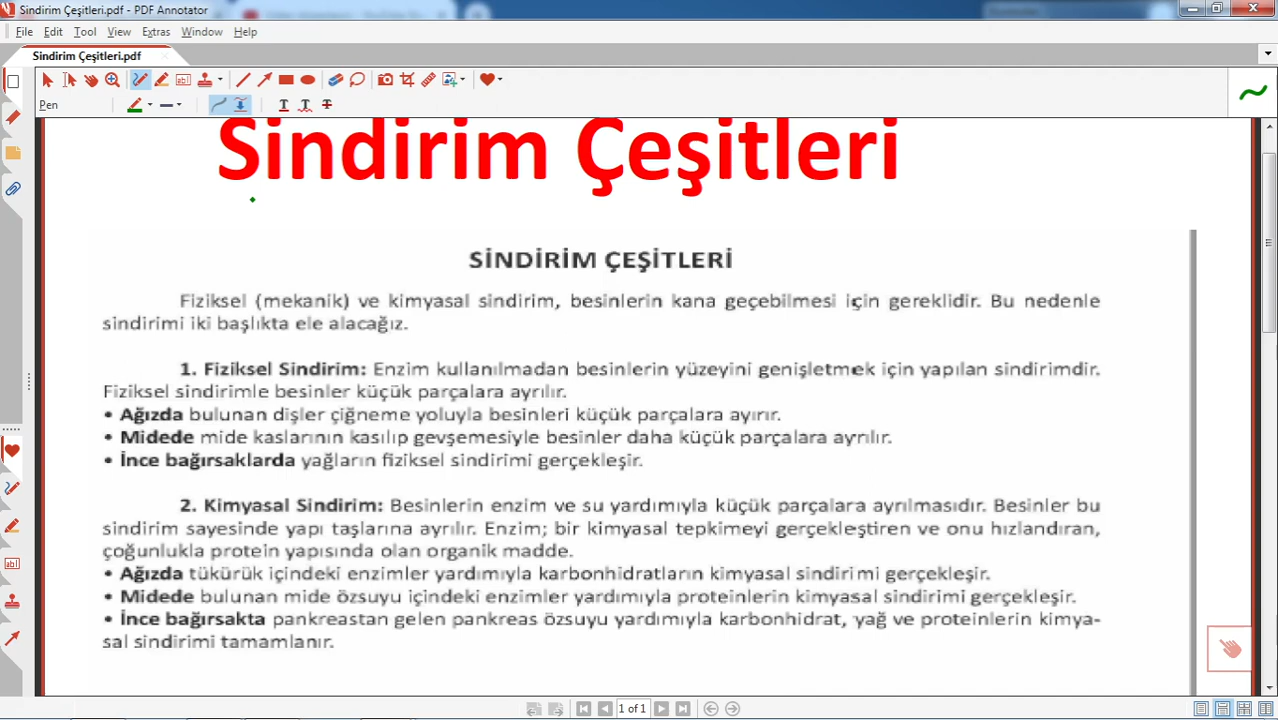 Sindirim Çeşitleri.pdf - PDF Annotator
File Edit Tool View Extras Window Help
Sindirim Çeşitleri.pdf
Pen
Sindirim Çeşitleri
SİNDİRİM ÇEŞİTLERİ
Fiziksel (mekanik) ve kimyasal sindirim, besinlerin kana geçebilmesi için gereklidir. Bu nedenle
sindirimi iki başlıkta ele alacağız.
1. Fiziksel Sindirim: Enzim kullanılmadan besinlerin yüzeyini genişletmek için yapılan sindirimdir.
Fiziksel sindirimle besinler küçük parçalara ayrılır.
• Ağızda bulunan dişler çiğneme yoluyla besinleri küçük parçalara ayırır.
• Midede mide kaslarının kasılıp gevşemesiyle besinler daha küçük parçalara ayrılır.
• İnce bağırsaklarda yağların fiziksel sindirimi gerçekleşir.
2. Kimyasal Sindirim: Besinlerin enzim ve su yardımıyla küçük parçalara ayrılmasıdır. Besinler bu
sindirim sayesinde yapı taşlarına ayrılır. Enzim; bir kimyasal tepkimeyi gerçekleştiren ve onu hızlandıran,
çoğunlukla protein yapısında olan organik madde.
• Ağızda tükürük içindeki enzimler yardımıyla karbonhidratların kimyasal sindirimi gerçekleşir.
• Midede bulunan mide özsuyu içindeki enzimler yardımıyla proteinlerin kimyasal sindirimi gerçekleşir.
• İnce bağırsakta pankreastan gelen pankreas özsuyu yardımıyla karbonhidrat, yağ ve proteinlerin kimya-
sal sindirimi tamamlanır.
1 of 1